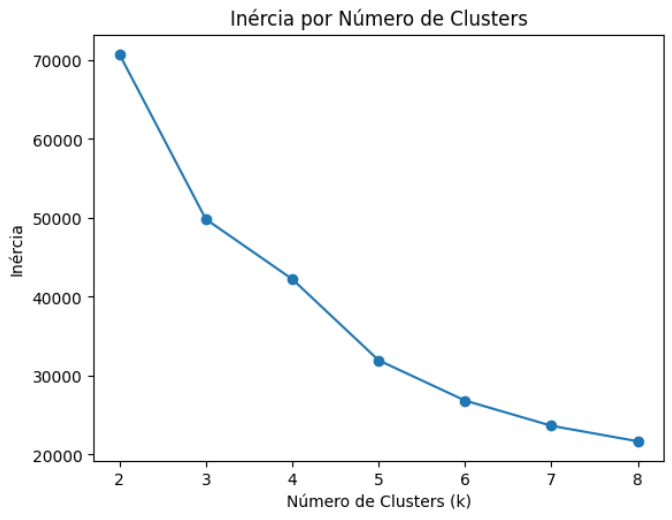 Inércia por Número de Clusters
70000
60000
50000
40000
30000
20000
Inércia
2 3 4 5 6 7 8
Número de Clusters (k)